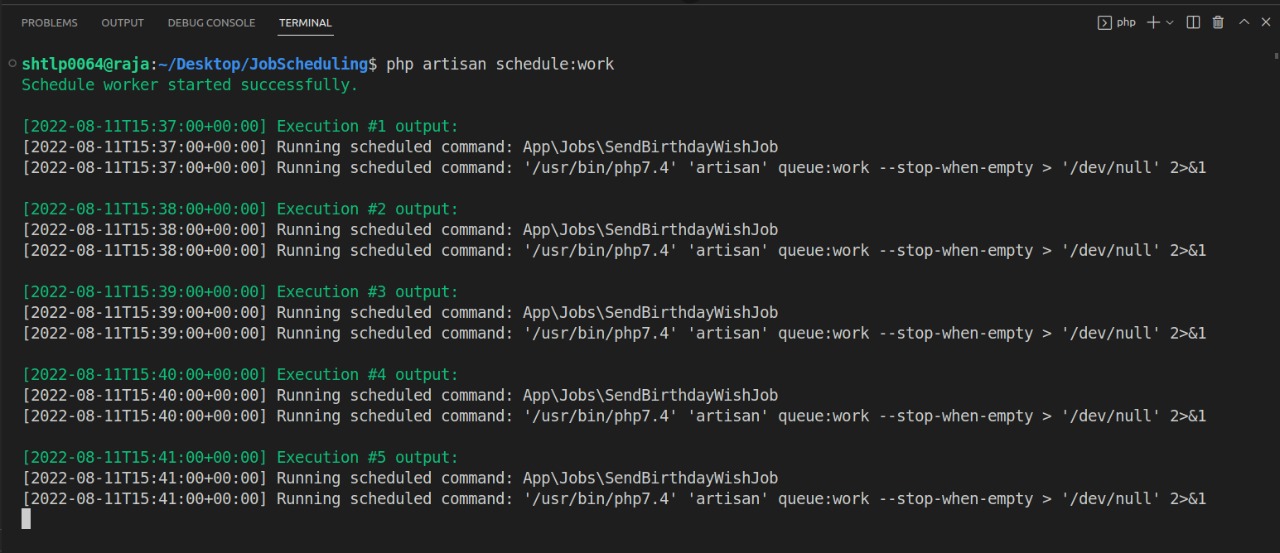 PROBLEMS OUTPUT DEBUG CONSOLE TERMINAL php
shtlp0064@raja:~/Desktop/JobScheduling$ php artisan schedule:work
Schedule worker started successfully.
[2022-08-11T15:37:00+00:00] Execution #1 output:
[2022-08-11T15:37:00+00:00] Running scheduled command: App\Jobs\SendBirthdayWishJob
[2022-08-11T15:37:00+00:00] Running scheduled command: '/usr/bin/php7.4' 'artisan' queue:work --stop-when-empty > '/dev/null' 2>&1
[2022-08-11T15:38:00+00:00] Execution #2 output:
[2022-08-11T15:38:00+00:00] Running scheduled command: App\Jobs\SendBirthdayWishJob
[2022-08-11T15:38:00+00:00] Running scheduled command: '/usr/bin/php7.4' 'artisan' queue:work --stop-when-empty > '/dev/null' 2>&1
[2022-08-11T15:39:00+00:00] Execution #3 output:
[2022-08-11T15:39:00+00:00] Running scheduled command: App\Jobs\SendBirthdayWishJob
[2022-08-11T15:39:00+00:00] Running scheduled command: '/usr/bin/php7.4' 'artisan' queue:work --stop-when-empty > '/dev/null' 2>&1
[2022-08-11T15:40:00+00:00] Execution #4 output:
[2022-08-11T15:40:00+00:00] Running scheduled command: App\Jobs\SendBirthdayWishJob
[2022-08-11T15:40:00+00:00] Running scheduled command: '/usr/bin/php7.4' 'artisan' queue:work --stop-when-empty > '/dev/null' 2>&1
[2022-08-11T15:41:00+00:00] Execution #5 output:
[2022-08-11T15:41:00+00:00] Running scheduled command: App\Jobs\SendBirthdayWishJob
[2022-08-11T15:41:00+00:00] Running scheduled command: '/usr/bin/php7.4' 'artisan' queue:work --stop-when-empty > '/dev/null' 2>&1